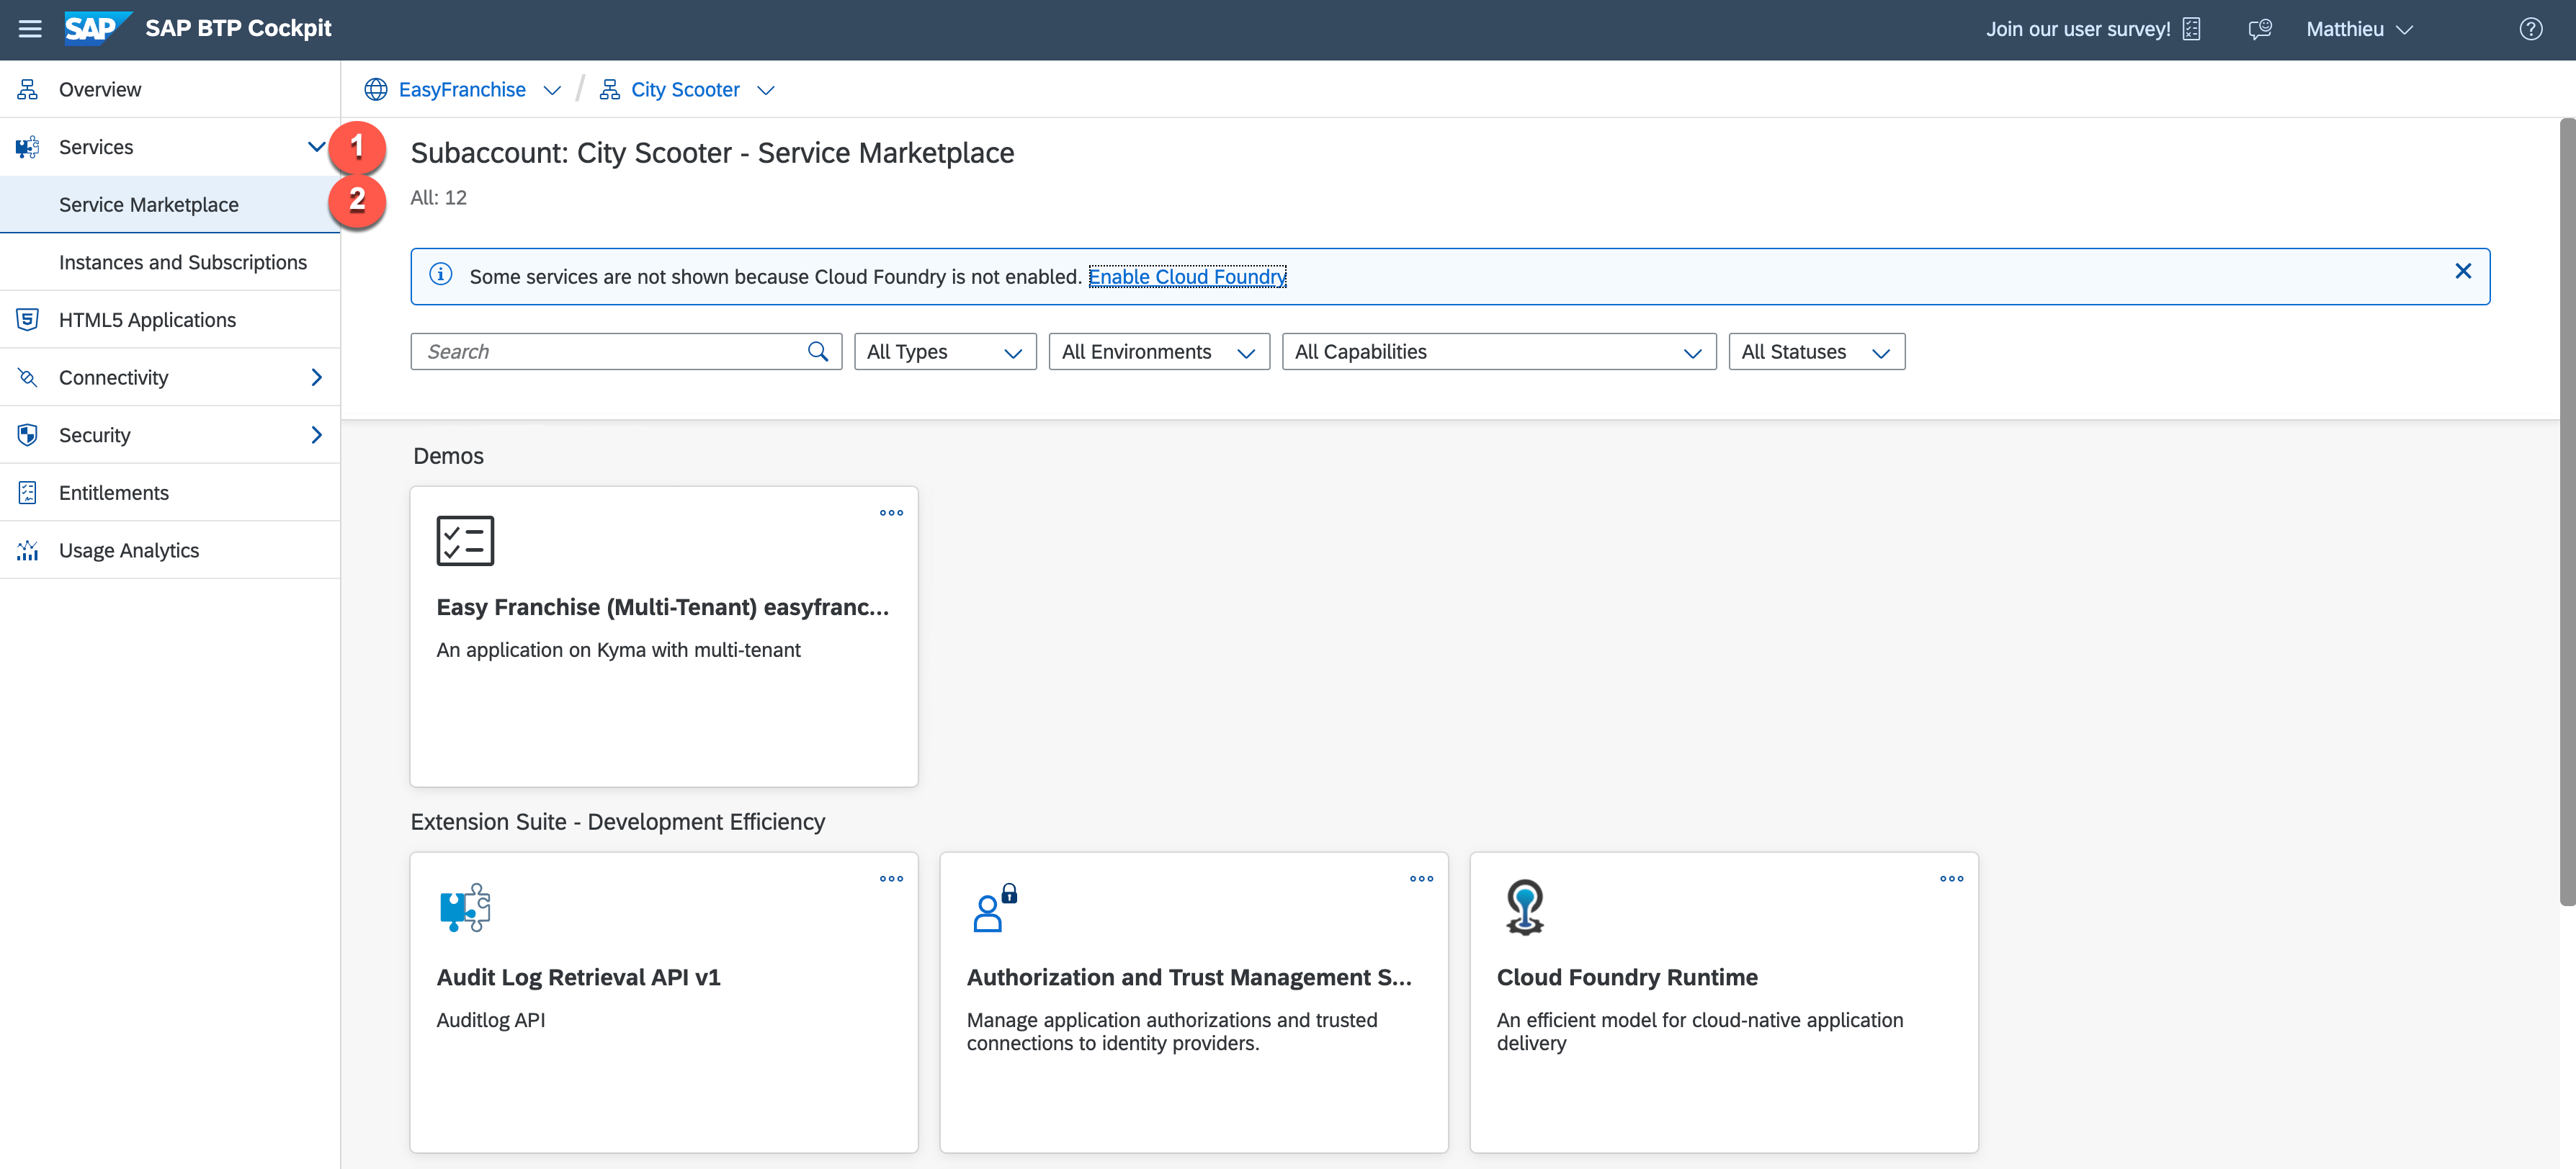 SAP SAP BTP Cockpit
Join our user survey!
Matthieu
Overview
Services
1
Service Marketplace
2
Instances and Subscriptions
HTML5 Applications
Connectivity
Security
Entitlements
Usage Analytics
EasyFranchise / City Scooter
Subaccount: City Scooter - Service Marketplace
All: 12
Some services are not shown because Cloud Foundry is not enabled. Enable Cloud Foundry
Search
All Types
All Environments
All Capabilities
All Statuses
Demos
Easy Franchise (Multi-Tenant) easyfranc...
An application on Kyma with multi-tenant
Extension Suite - Development Efficiency
Audit Log Retrieval API v1
Auditlog API
Authorization and Trust Management S...
Manage application authorizations and trusted
connections to identity providers.
Cloud Foundry Runtime
An efficient model for cloud-native application
delivery